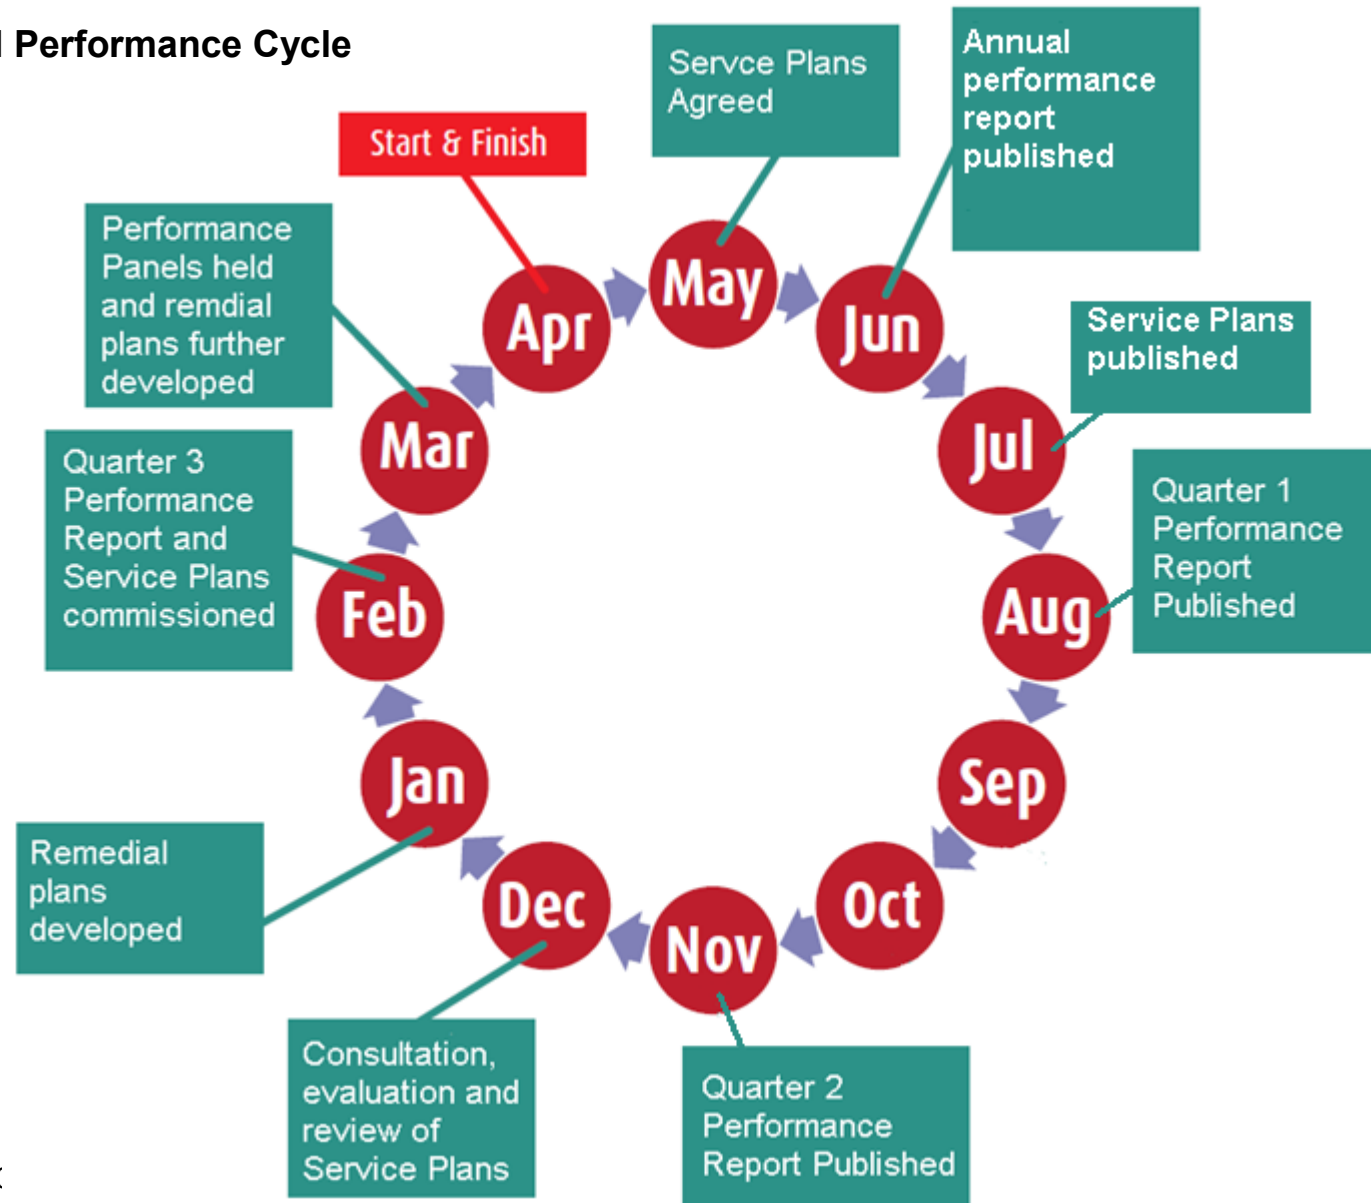 Performance Cycle
Start & Finish
Servce Plans
Agreed
Annual
performance
report
published
Performance
Panels held
and remdial
plans further
developed
Service Plans
published
Quarter 3
Performance
Report and
Service Plans
commissioned
Quarter 1
Performance
Report
Published
Remedial
plans
developed
Consultation,
evaluation and
review of
Service Plans
Quarter 2
Performance
Report Published
Apr
May
Jun
Jul
Aug
Sep
Oct
Nov
Dec
Jan
Feb
Mar